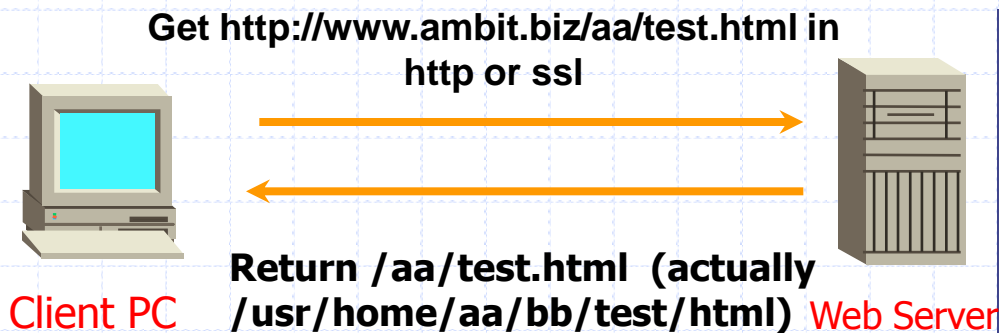 Get http://www.ambit.biz/aa/test.html in
http or ssl
Return /aa/test.html (actually
/usr/home/aa/bb/test/html)
Client PC
Web Server